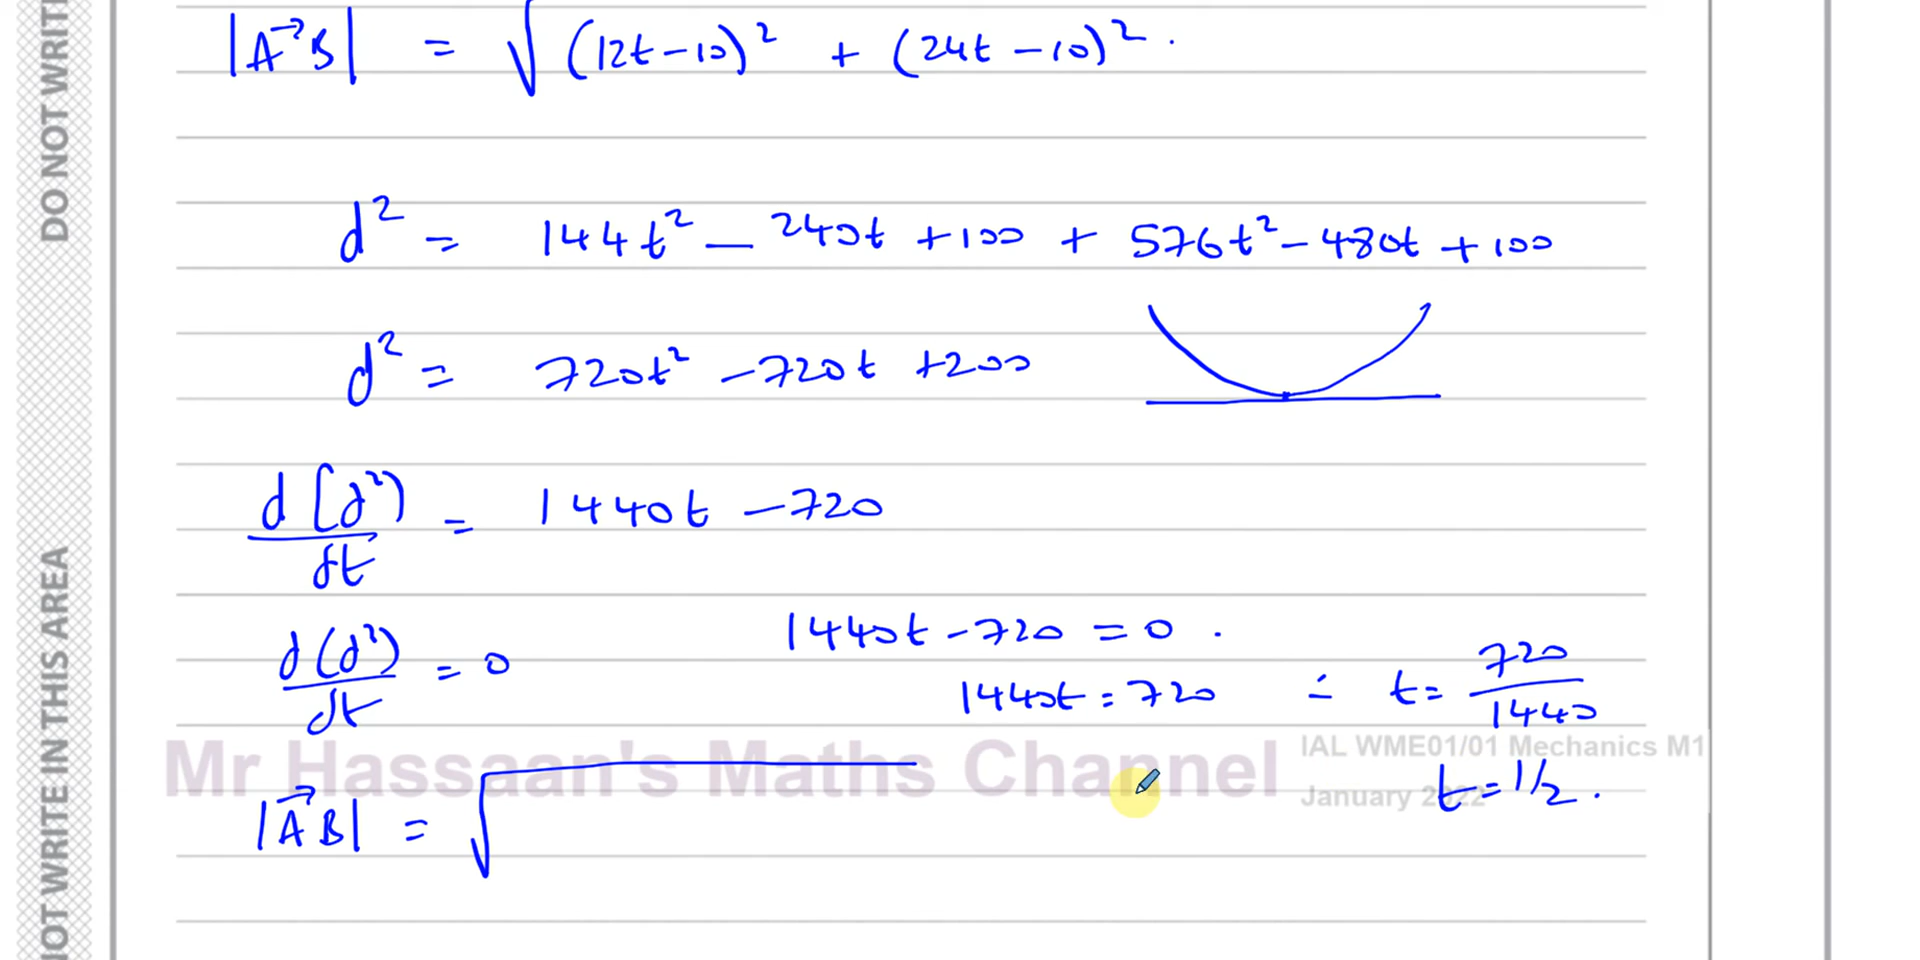 |A→B| = √(12t-10)² + (24t -10)².
d² = 144t² - 240t +100 + 576t² - 480t +100
d² = 720t² -720t +200
d[d²)/dt = 1440t -720
d(d²)/dt = 0 1440t -720 = 0.
1440t = 720 ∴ t= 720/1440
Mr Hassaan's Maths Channel IAL WME01/01 Mechanics M1
January 2022 t=1/2.
|A→B| = √
DO NOT WRIT
NOT WRITE IN THIS AREA